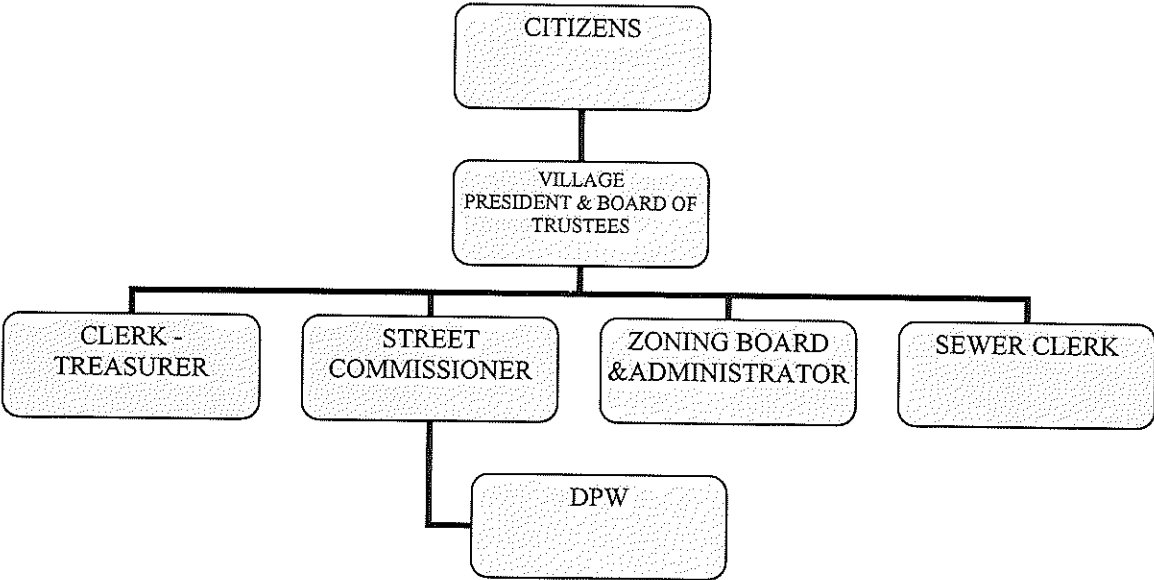 CITIZENS
VILLAGE
PRESIDENT & BOARD OF
TRUSTEES
CLERK -
TREASURER
STREET
COMMISSIONER
ZONING BOARD
&ADMINISTRATOR
SEWER CLERK
DPW